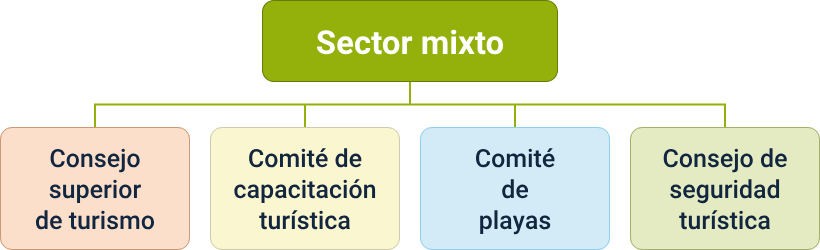 Sector mixto
Consejo
superior
de turismo
Comité de
capacitación
turística
Comité
de
playas
Consejo de
seguridad
turística